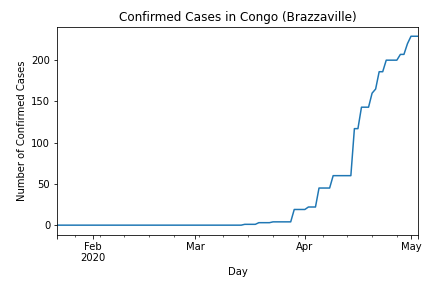 Confirmed Cases in Congo (Brazzaville)
Number of Confirmed Cases
200
150
100
50
0
Feb
2020
Mar
Apr
May
Day